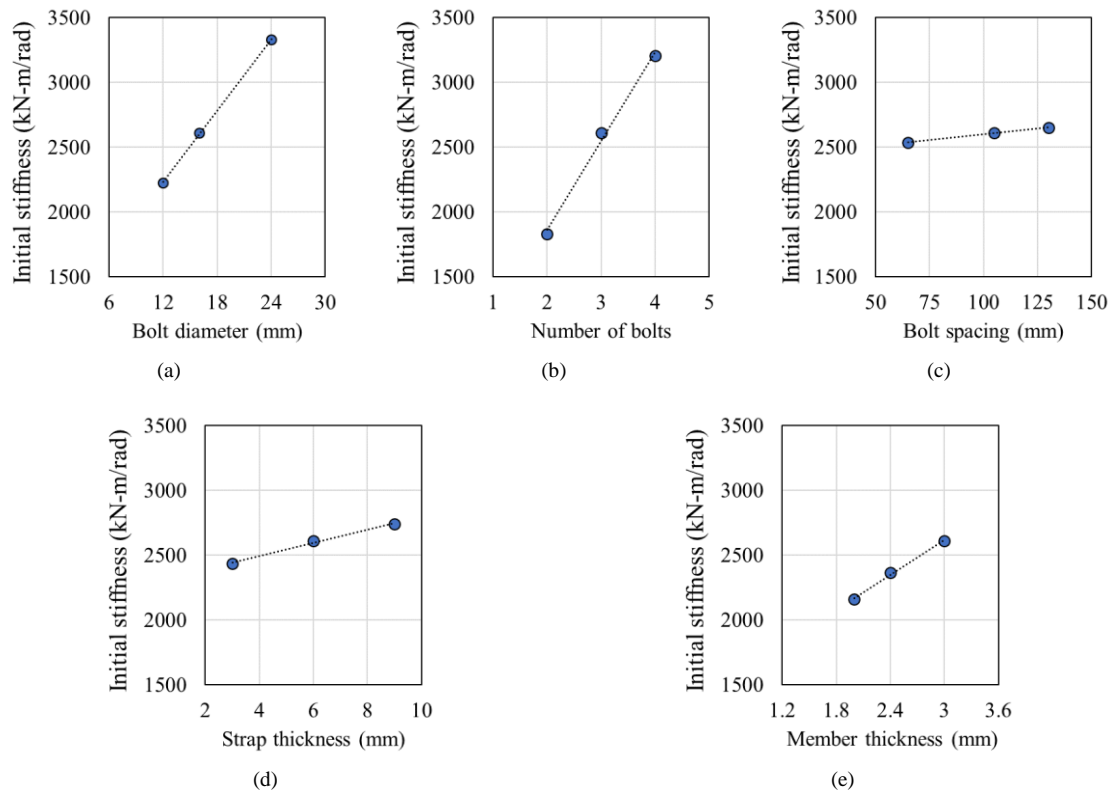 Initial stiffness (kN-m/rad)
3500
3000
2500
2000
1500
6 12 18 24 30
Bolt diameter (mm)
(a)
Initial stiffness (kN-m/rad)
3500
3000
2500
2000
1500
1 2 3 4 5
Number of bolts
(b)
Initial stiffness (kN-m/rad)
3500
3000
2500
2000
1500
50 75 100 125 150
Bolt spacing (mm)
(c)
Initial stiffness (kN-m/rad)
3500
3000
2500
2000
1500
2 4 6 8 10
Strap thickness (mm)
(d)
Initial stiffness (kN-m/rad)
3500
3000
2500
2000
1500
1.2 1.8 2.4 3 3.6
Member thickness (mm)
(e)